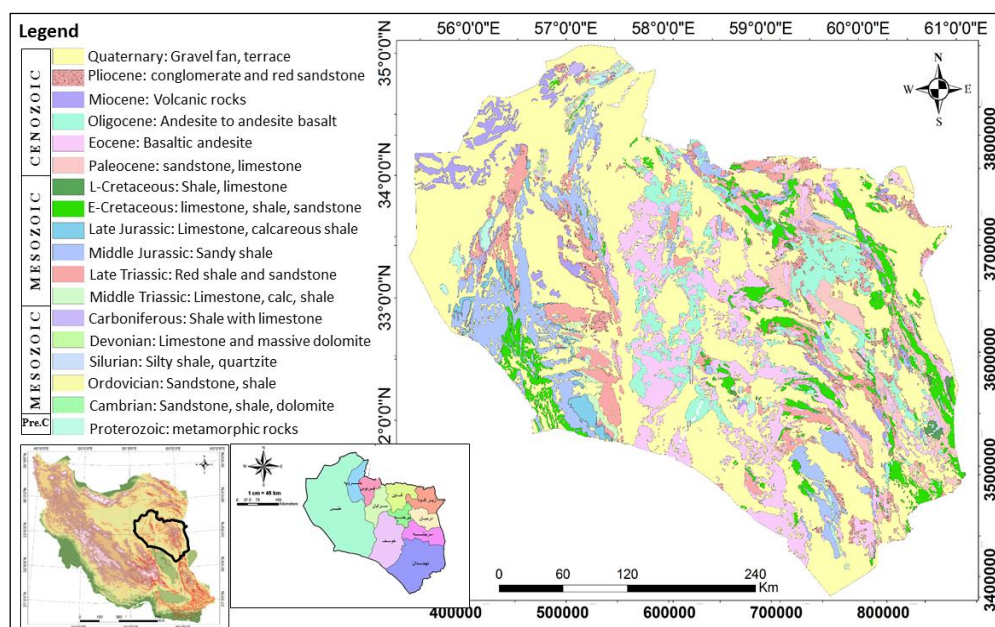 Legend
CENOZOIC
Quaternary: Gravel fan, terrace
Pliocene: conglomerate and red sandstone
Miocene: Volcanic rocks
Oligocene: Andesite to andesite basalt
Eocene: Basaltic andesite
Paleocene: sandstone, limestone
MESOZOIC
L-Cretaceous: Shale, limestone
E-Cretaceous: limestone, shale, sandstone
Late Jurassic: Limestone, calcareous shale
Middle Jurassic: Sandy shale
Late Triassic: Red shale and sandstone
Middle Triassic: Limestone, calc, shale
MESOZOIC
Carboniferous: Shale with limestone
Devonian: Limestone and massive dolomite
Silurian: Silty shale, quartzite
Ordovician: Sandstone, shale
Cambrian: Sandstone, shale, dolomite
Pre.C
Proterozoic: metamorphic rocks
56°0'0"E 57°0'0"E 58°0'0"E 59°0'0"E 60°0'0"E 61°0'0"E
35°0'0"N
34°0'0"N
33°0'0"N
2°0'0"N
N
W E
S
3800000
3700000
3600000
3500000
3400000
0 60 120 240
Km
400000 500000 600000 700000 800000
1 cm = 45 km